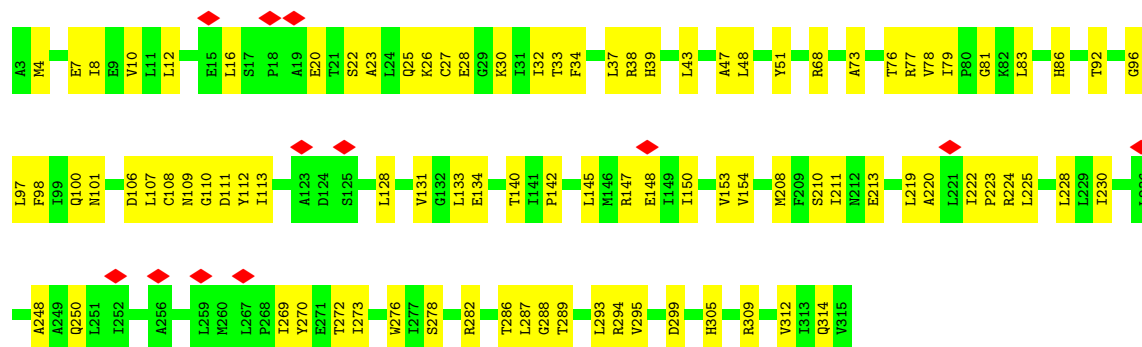 A3 M4 E7 I8 E9 V10 L11 L12 E15 L16 S17 P18 A19 E20 T21 S22 A23 L24 Q25 K26 C27 E28 G29 K30 I31 I32 T33 F34 L37 R38 H39 L43 A47 L48 Y51 R68 A73 T76 R77 V78 I79 P80 G81 K82 L83 H86 T92 G96
L97 F98 I99 Q100 N101 D106 L107 C108 N109 G110 D111 Y112 I113 A123 D124 S125 L128 V131 G132 L133 E134 T140 I141 P142 L145 M146 R147 E148 I149 I150 V153 V154 M208 F209 S210 I211 N212 E213 L219 A220 L221 I222 P223 R224 L225 L228 L229 I230
A248 A249 Q250 L251 I252 A256 L259 M260 L267 P268 I269 Y270 E271 T272 I273 W276 I277 S278 R282 T286 L287 G288 T289 L293 R294 V295 D299 H305 R309 V312 I313 Q314 V315